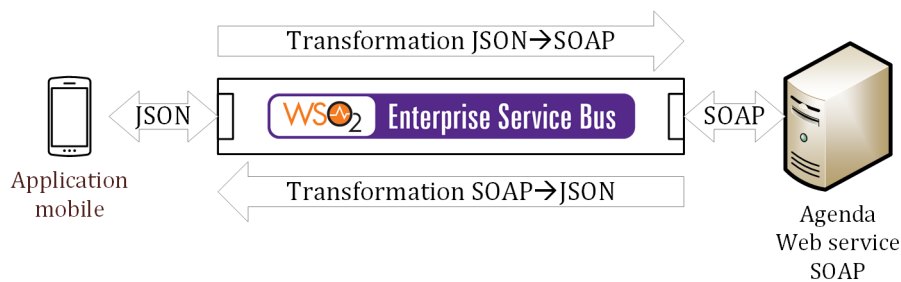 Transformation JSON→SOAP
JSON
WSO2 Enterprise Service Bus
SOAP
Application
mobile
Transformation SOAP→JSON
Agenda
Web service
SOAP